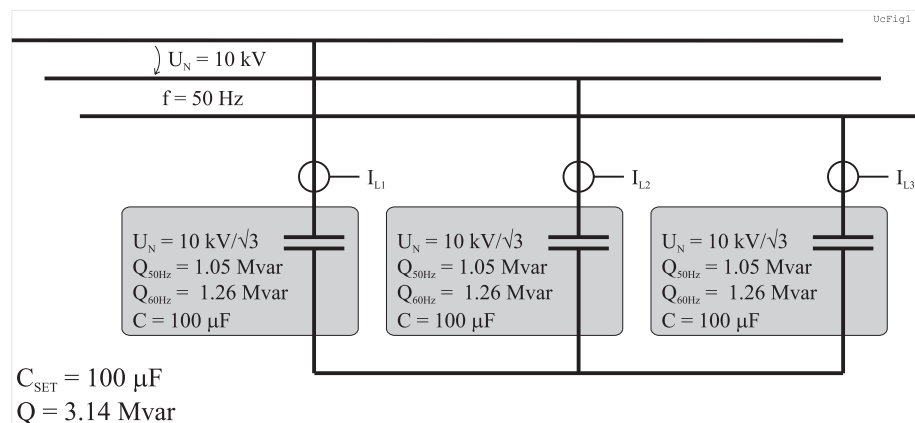 UcFig1
U_N = 10 kV
f = 50 Hz
I_L1
I_L2
I_L3
U_N = 10 kV/√3
Q_50Hz = 1.05 Mvar
Q_60Hz = 1.26 Mvar
C = 100 μF
U_N = 10 kV/√3
Q_50Hz = 1.05 Mvar
Q_60Hz = 1.26 Mvar
C = 100 μF
U_N = 10 kV/√3
Q_50Hz = 1.05 Mvar
Q_60Hz = 1.26 Mvar
C = 100 μF
C_SET = 100 μF
Q = 3.14 Mvar